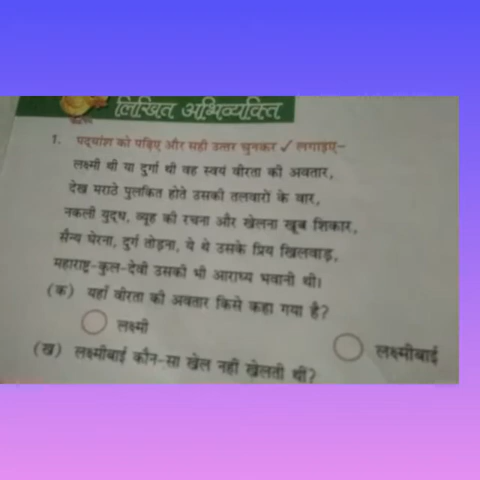 लिखित अभिव्यक्ति
1. पद्यांश को पढ़िए और सही उत्तर चुनकर ✓ लगाइए-
लक्ष्मी थी या दुर्गा थी वह स्वयं वीरता की अवतार,
देख मराठे पुलकित होते उसकी तलवारों के वार,
नकली युद्ध, व्यूह की रचना और खेलना खूब शिकार,
सैन्य घेरना, दुर्ग तोड़ना, ये थे उसके प्रिय खिलवाड़,
महाराष्ट्र-कुल-देवी उसकी भी आराध्य भवानी थी।
(क) यहाँ वीरता की अवतार किसे कहा गया है?
लक्ष्मी
लक्ष्मीबाई
(ख) लक्ष्मीबाई कौन-सा खेल नहीं खेलती थीं?